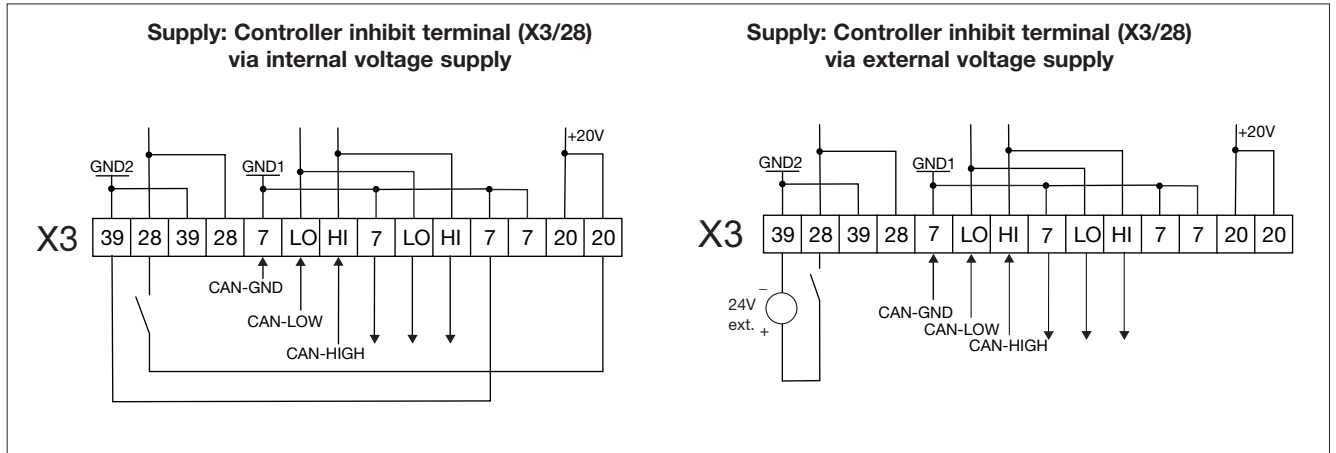 Supply: Controller inhibit terminal (X3/28)
via internal voltage supply
GND2
GND1
+20V
X3 39 28 39 28 7 LO HI 7 LO HI 7 7 20 20
CAN-GND
CAN-LOW
CAN-HIGH
Supply: Controller inhibit terminal (X3/28)
via external voltage supply
GND2
GND1
+20V
X3 39 28 39 28 7 LO HI 7 LO HI 7 7 20 20
−
24V
ext. +
CAN-GND
CAN-LOW
CAN-HIGH